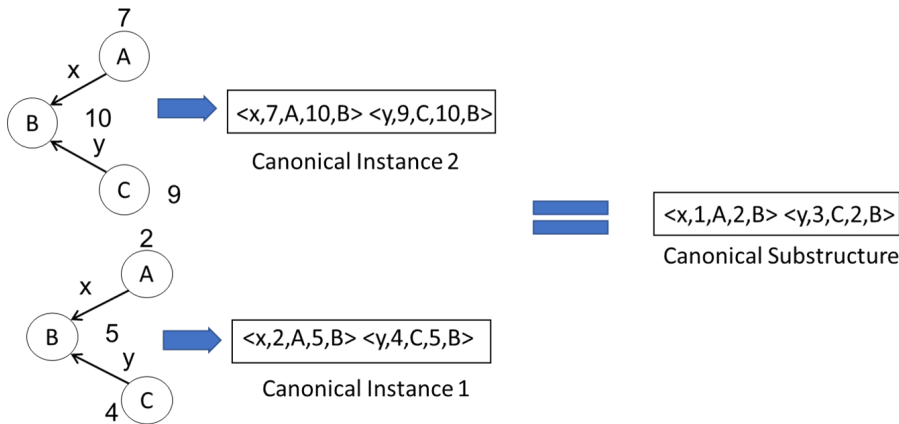 7
A
x
<x,7,A,10,B> <y,9,C,10,B>
B
10
y
Canonical Instance 2
C
9
<x,1,A,2,B> <y,3,C,2,B>
Canonical Substructure
2
A
x
B
5
<x,2,A,5,B> <y,4,C,5,B>
y
Canonical Instance 1
4
C